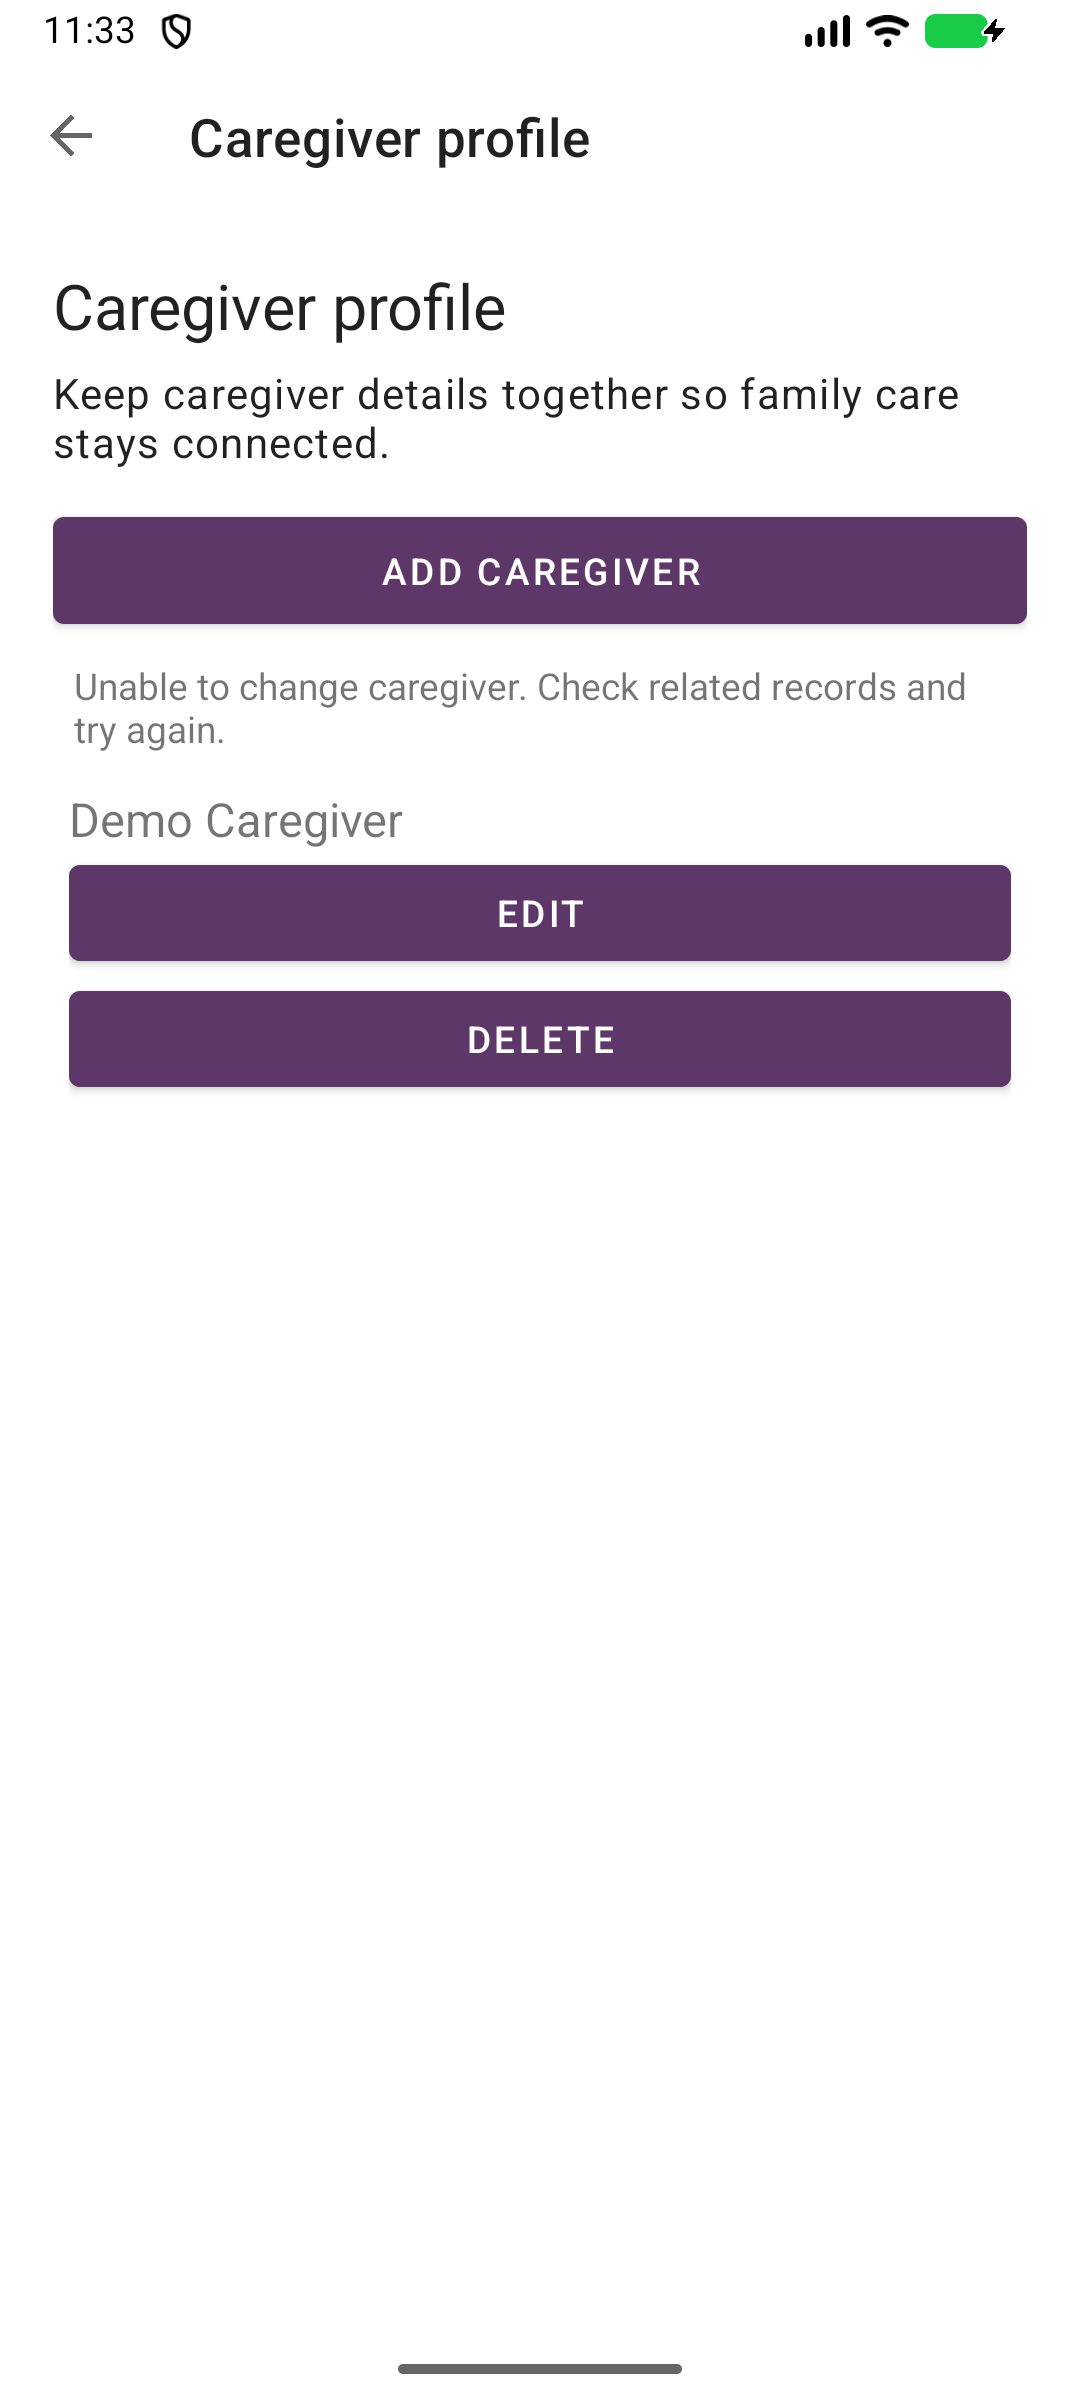 11:33
Caregiver profile
Caregiver profile
Keep caregiver details together so family care
stays connected.
ADD CAREGIVER
Unable to change caregiver. Check related records and
try again.
Demo Caregiver
EDIT
DELETE